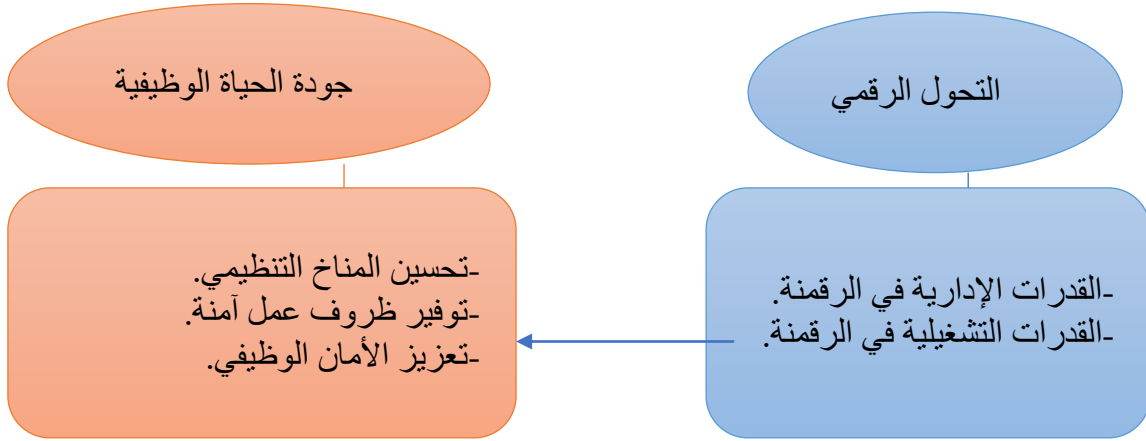 التحول الرقمي
-القدرات الإدارية في الرقمنة.
-القدرات التشغيلية في الرقمنة.
جودة الحياة الوظيفية
-تحسين المناخ التنظيمي.
-توفير ظروف عمل آمنة.
-تعزيز الأمان الوظيفي.